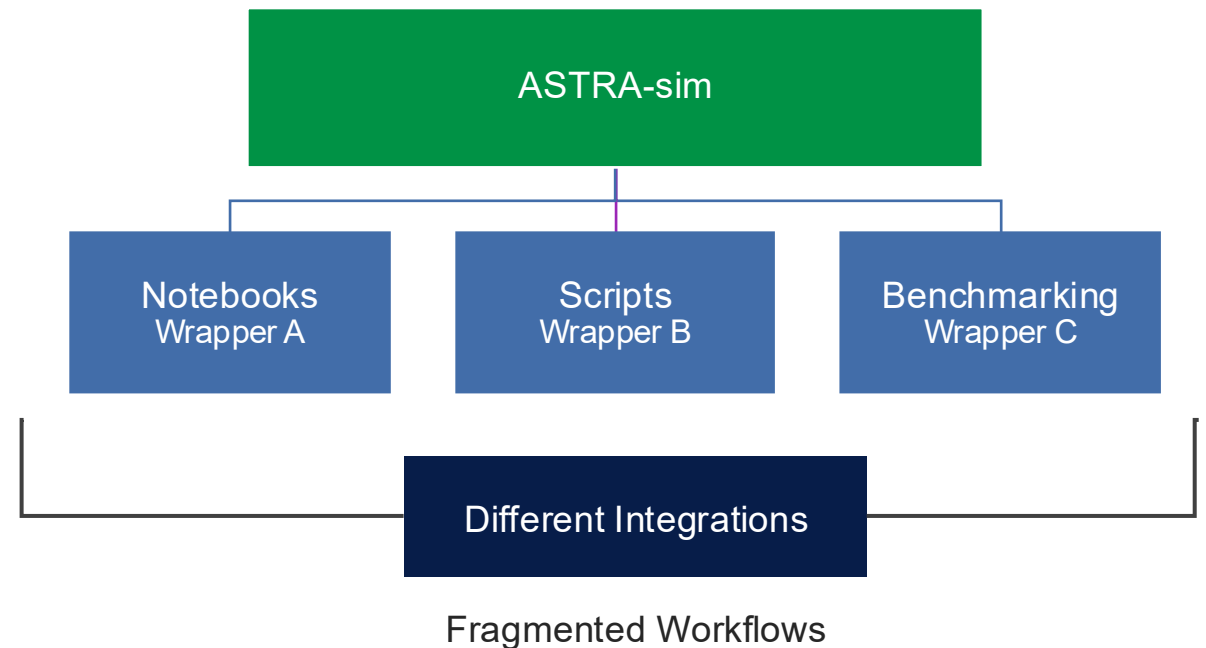 ASTRA-sim
Notebooks
Wrapper A
Scripts
Wrapper B
Benchmarking
Wrapper C
Different Integrations
Fragmented Workflows